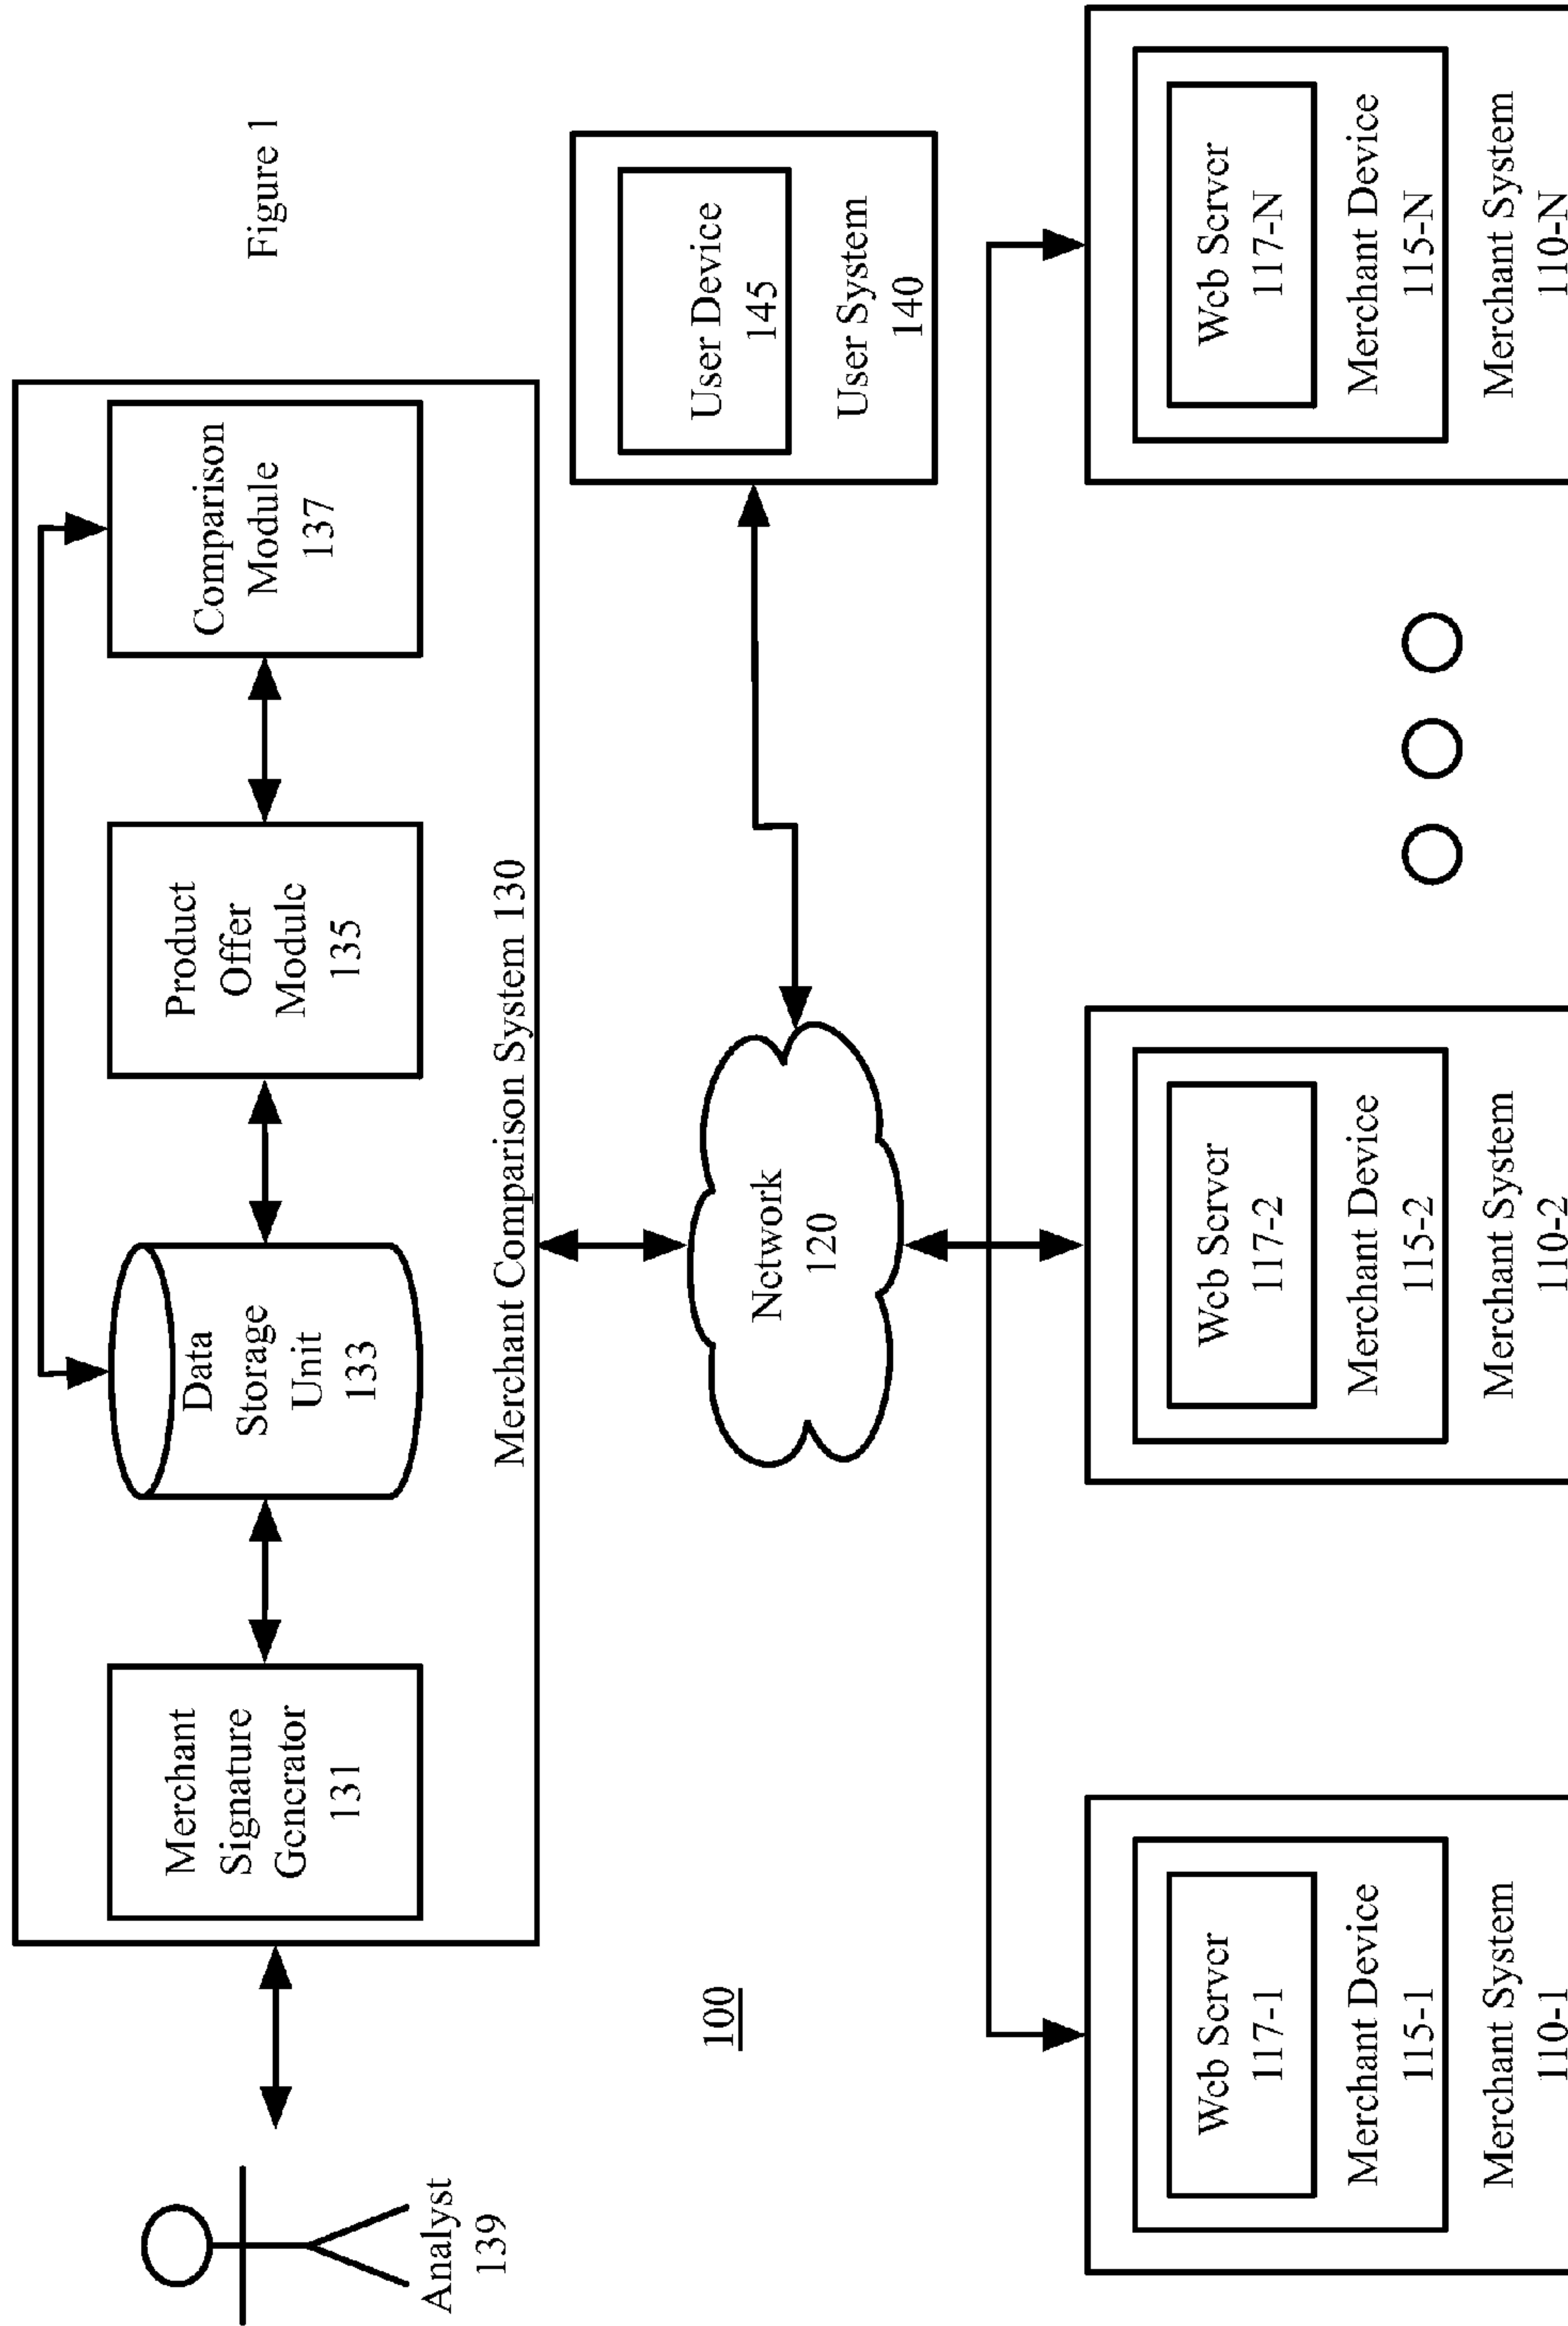 Figure 1
Merchant
Signature
Generator
131
Data
Storage
Unit
133
Product
Offer
Module
135
Comparison
Module
137
Merchant Comparison System 130
Analyst
139
100
Network
120
User Device
145
User System
140
Web Server
117-1
Merchant Device
115-1
Merchant System
110-1
Web Server
117-2
Merchant Device
115-2
Merchant System
110-2
Web Server
117-N
Merchant Device
115-N
Merchant System
110-N